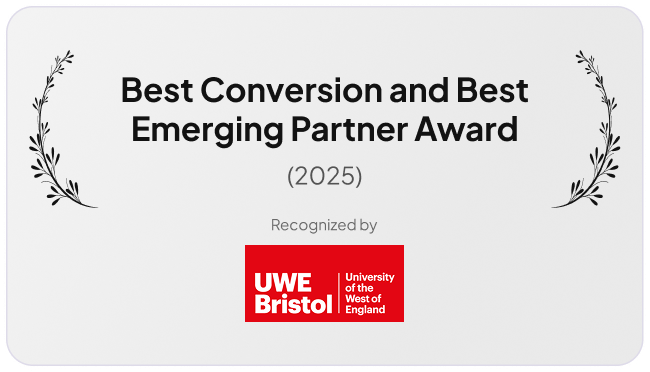 Best Conversion and Best
Emerging Partner Award
(2025)
Recognized by
UWE
Bristol
University
of the
West of
England